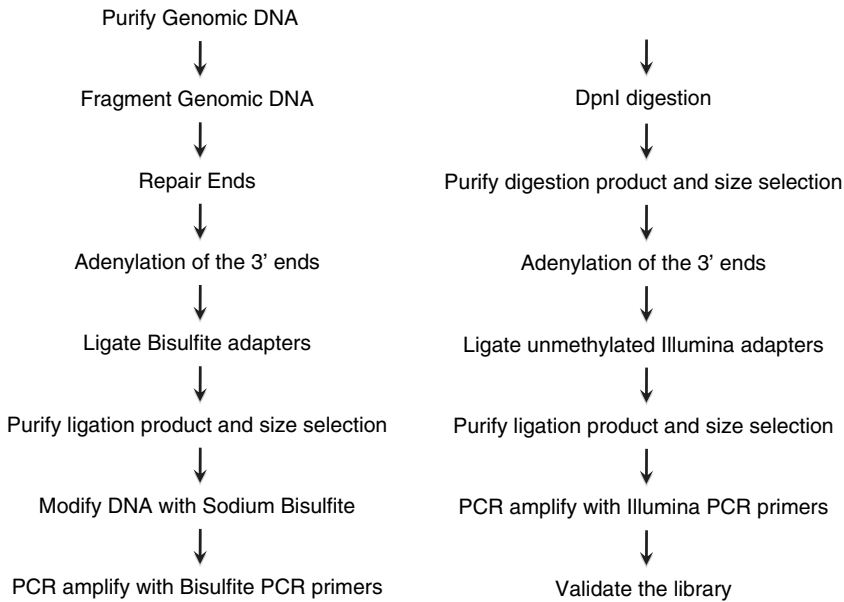 Purify Genomic DNA
Fragment Genomic DNA
Repair Ends
Adenylation of the 3' ends
Ligate Bisulfite adapters
Purify ligation product and size selection
Modify DNA with Sodium Bisulfite
PCR amplify with Bisulfite PCR primers
DpnI digestion
Purify digestion product and size selection
Adenylation of the 3' ends
Ligate unmethylated Illumina adapters
Purify ligation product and size selection
PCR amplify with Illumina PCR primers
Validate the library